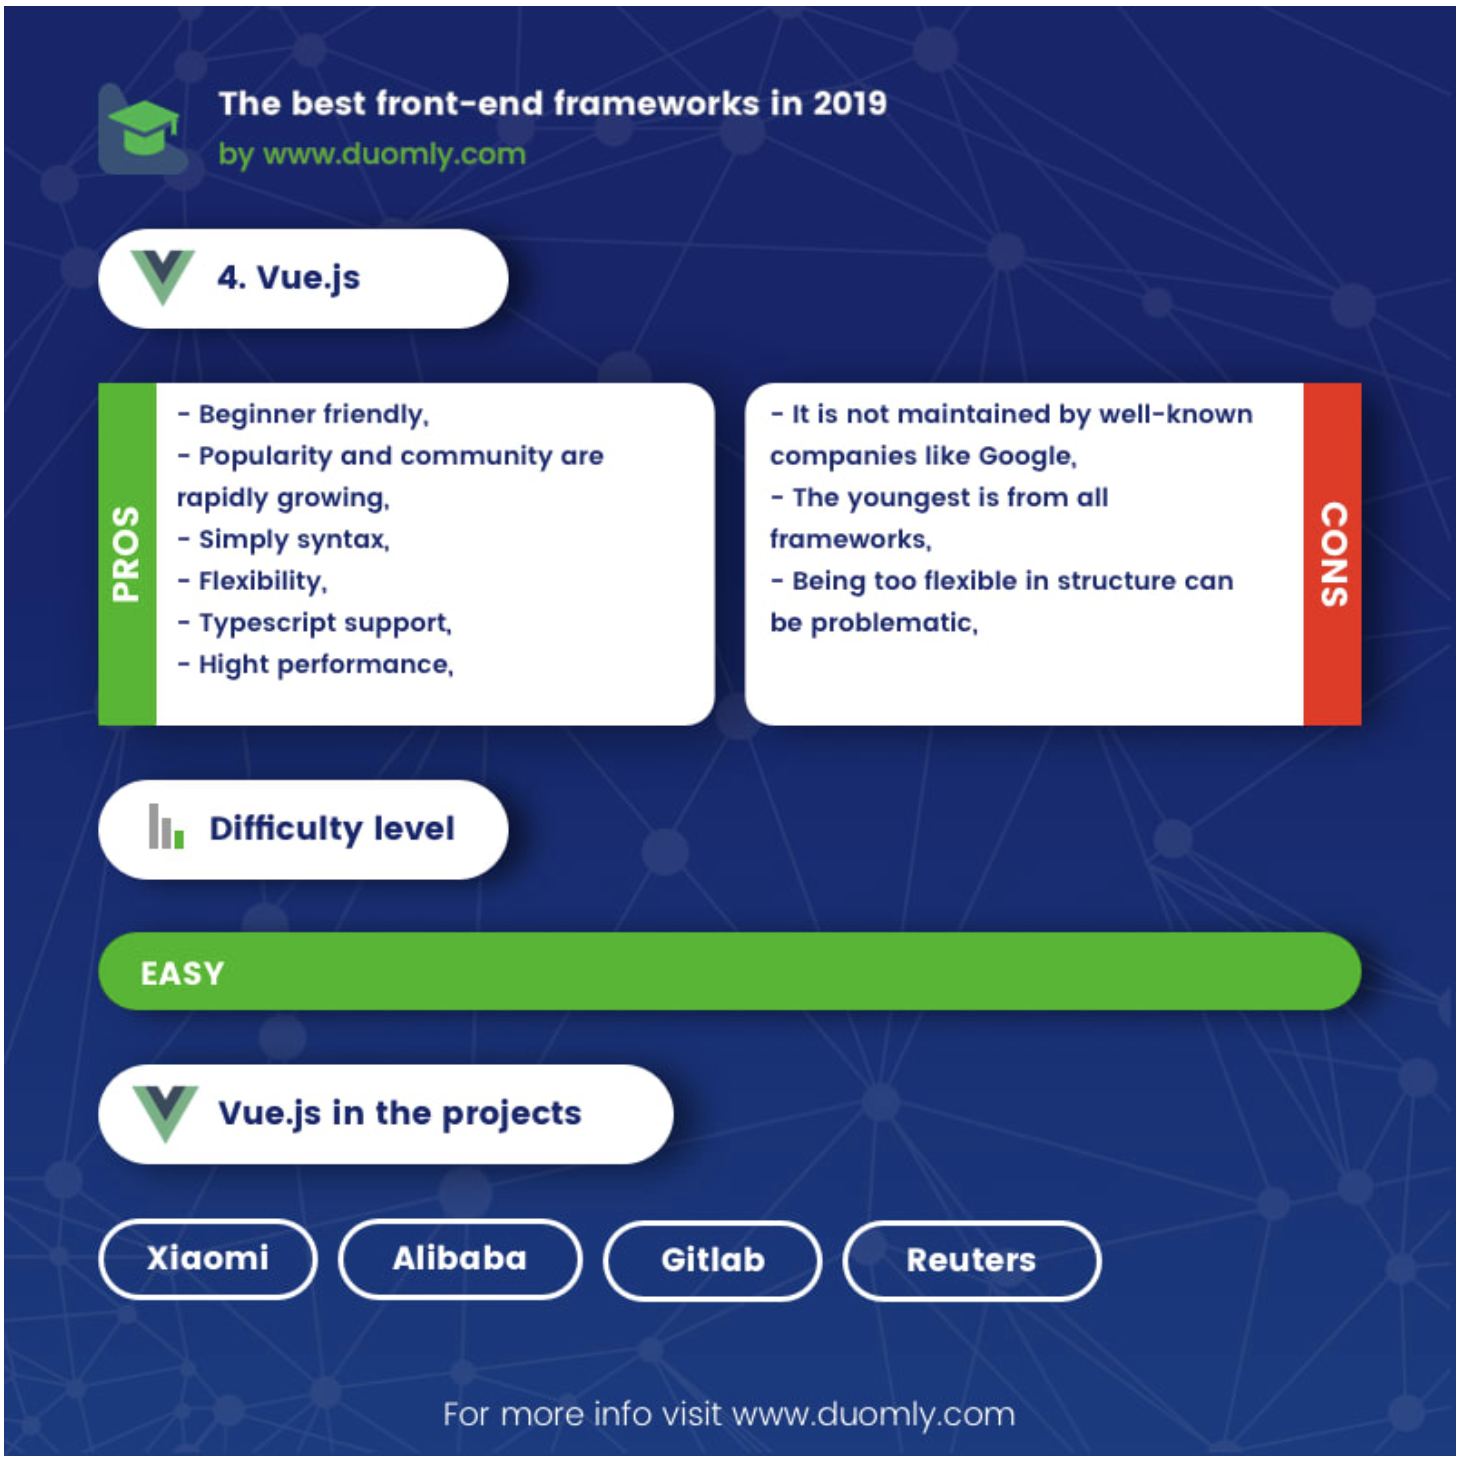 The best front-end frameworks in 2019
by www.duomly.com
4. Vue.js
PROS
- Beginner friendly,
- Popularity and community are
rapidly growing,
- Simply syntax,
- Flexibility,
- Typescript support,
- Hight performance,
- It is not maintained by well-known
companies like Google,
- The youngest is from all
frameworks,
- Being too flexible in structure can
be problematic,
CONS
Difficulty level
EASY
Vue.js in the projects
Xiaomi
Alibaba
Gitlab
Reuters
For more info visit www.duomly.com